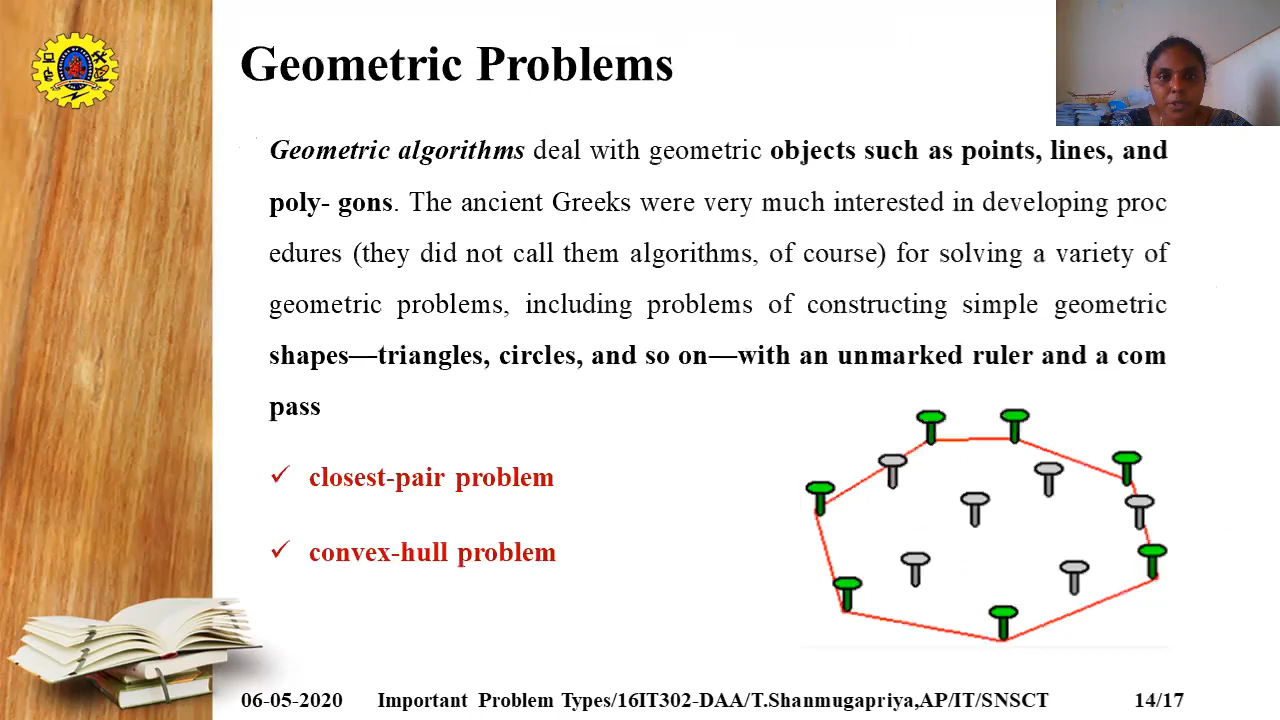 Geometric Problems
Geometric algorithms deal with geometric objects such as points, lines, and
poly- gons. The ancient Greeks were very much interested in developing proc
edures (they did not call them algorithms, of course) for solving a variety of
geometric problems, including problems of constructing simple geometric
shapes—triangles, circles, and so on—with an unmarked ruler and a com
pass
✓ closest-pair problem
✓ convex-hull problem
06-05-2020 Important Problem Types/16IT302-DAA/T.Shanmugapriya,AP/IT/SNSCT 14/17